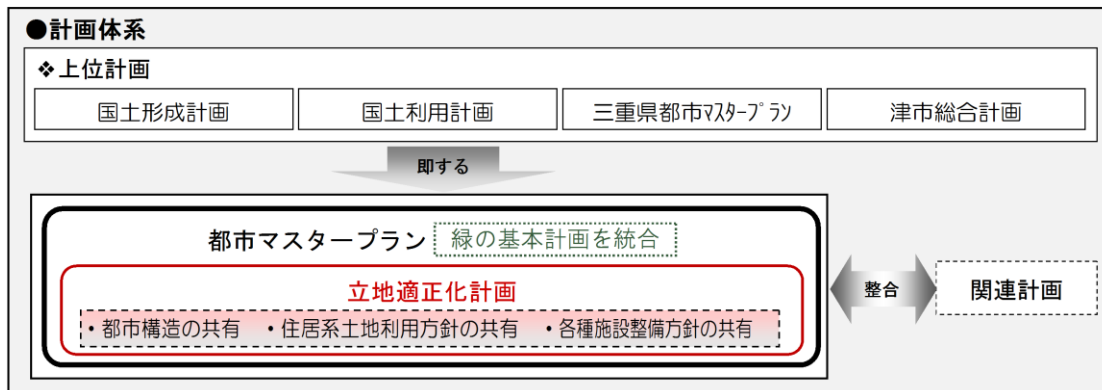 ●計画体系
❖上位計画
国土形成計画
国土利用計画
三重県都市ﾏｽﾀｰﾌﾟﾗﾝ
津市総合計画
即する
都市マスタープラン 緑の基本計画を統合
立地適正化計画
・都市構造の共有 ・住居系土地利用方針の共有 ・各種施設整備方針の共有
整合
関連計画